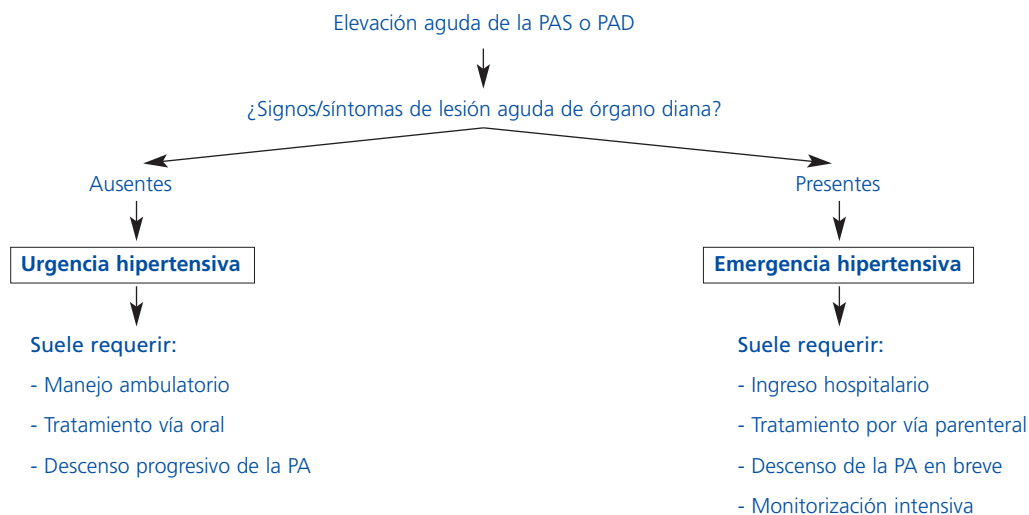 Elevación aguda de la PAS o PAD
¿Signos/síntomas de lesión aguda de órgano diana?
Ausentes
Presentes
Urgencia hipertensiva
Emergencia hipertensiva
Suele requerir:
- Manejo ambulatorio
- Tratamiento vía oral
- Descenso progresivo de la PA
Suele requerir:
- Ingreso hospitalario
- Tratamiento por vía parenteral
- Descenso de la PA en breve
- Monitorización intensiva